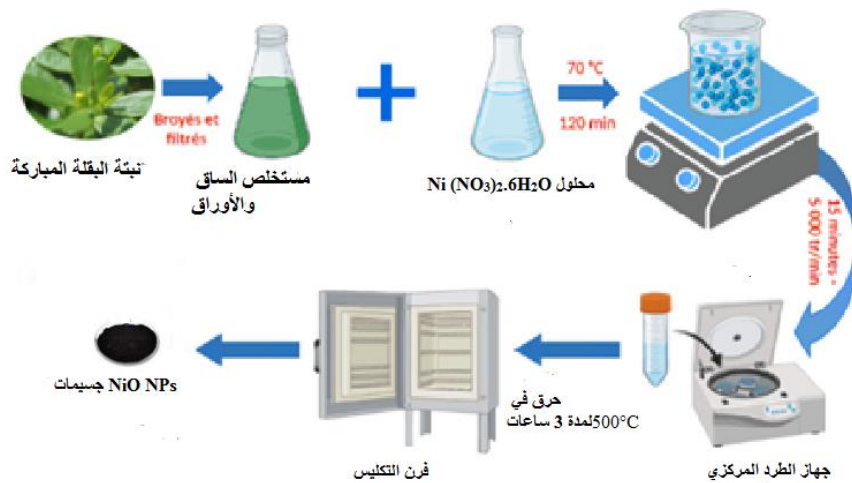 نبتة البقلة المباركة
Broyés et
filtrés
مستخلص الساق
والأوراق
محلول Ni (NO₃)₂.6H₂O
70 °C
120 min
15 minutes -
5 000 tr/min
جهاز الطرد المركزي
حرق في
500°C لمدة 3 ساعات
فرن التكليس
جسيمات NiO NPs